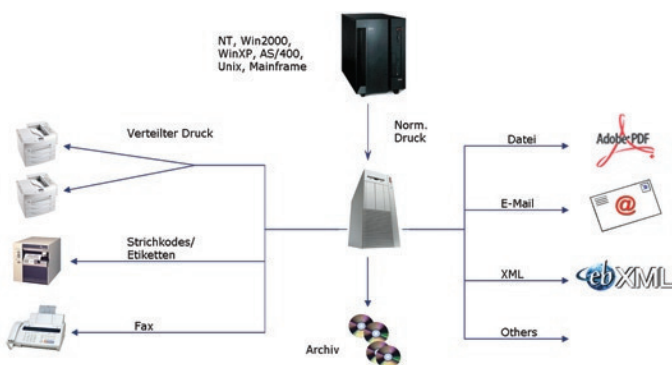 NT, Win2000,
WinXP, AS/400,
Unix, Mainframe
Norm.
Druck
Verteilter Druck
Strichkodes/
Etiketten
Fax
Archiv
Datei
Adobe PDF
E-Mail
@
XML
ebXML
Others